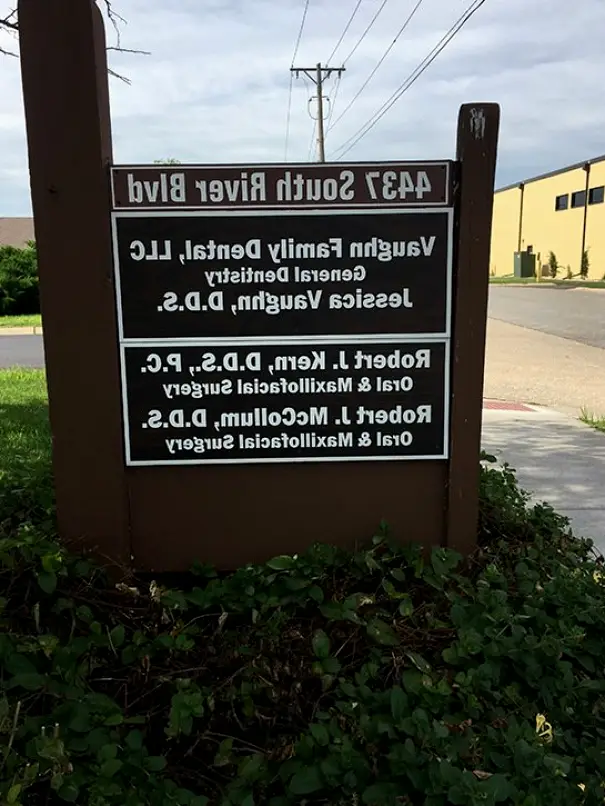 4437 South River Blvd
Vaughn Family Dental, LLC
General Dentistry
Jessica Vaughn, D.D.S.
Robert J. Kern, D.D.S., P.C.
Oral & Maxillofacial Surgery
Robert J. McCollum, D.D.S.
Oral & Maxillofacial Surgery